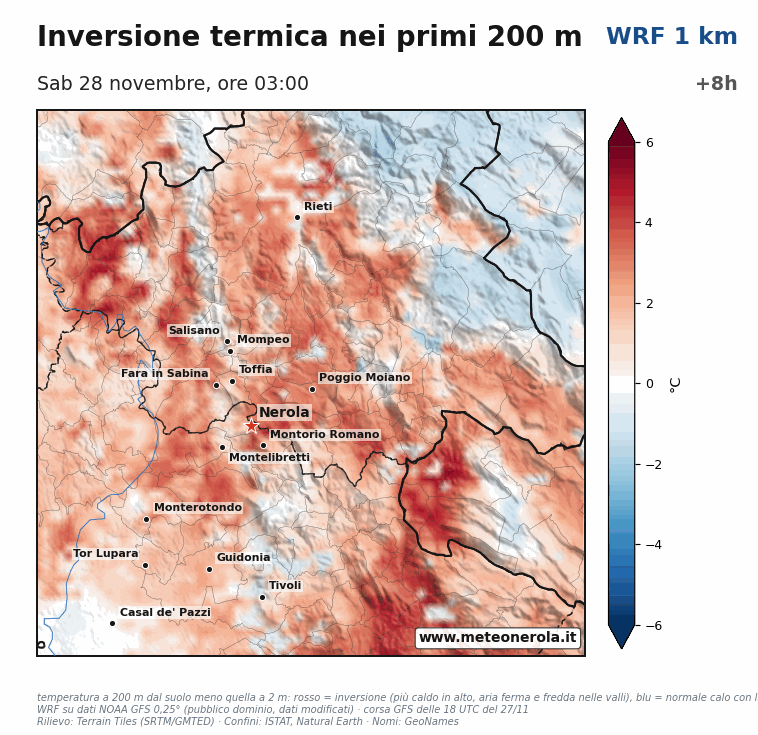 Inversione termica nei primi 200 m WRF 1 km
Sab 28 novembre, ore 03:00 +8h
Rieti
Salisano
Mompeo
Fara in Sabina
Toffia
Poggio Moiano
Nerola
Montorio Romano
Montelibretti
Monterotondo
Tor Lupara
Guidonia
Tivoli
Casal de' Pazzi
www.meteonerola.it
6
4
2
0
−2
−4
−6
°C
temperatura a 200 m dal suolo meno quella a 2 m: rosso = inversione (più caldo in alto, aria ferma e fredda nelle valli), blu = normale calo con l
WRF su dati NOAA GFS 0,25° (pubblico dominio, dati modificati) · corsa GFS delle 18 UTC del 27/11
Rilievo: Terrain Tiles (SRTM/GMTED) · Confini: ISTAT, Natural Earth · Nomi: GeoNames